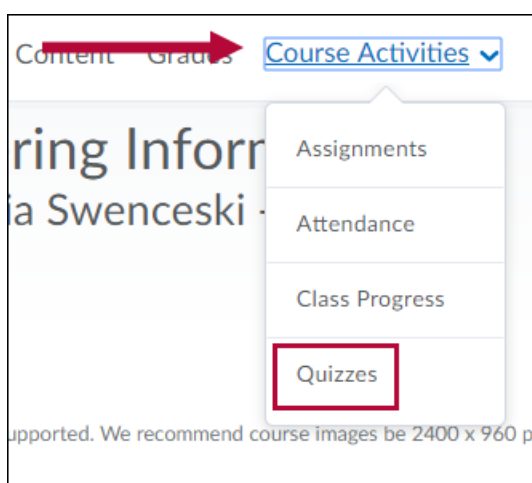 Content Grades Course Activities
Assignments
ring Inforr
ia Swenceski -
Attendance
Class Progress
Quizzes
upported. We recommend course images be 2400 x 960 p